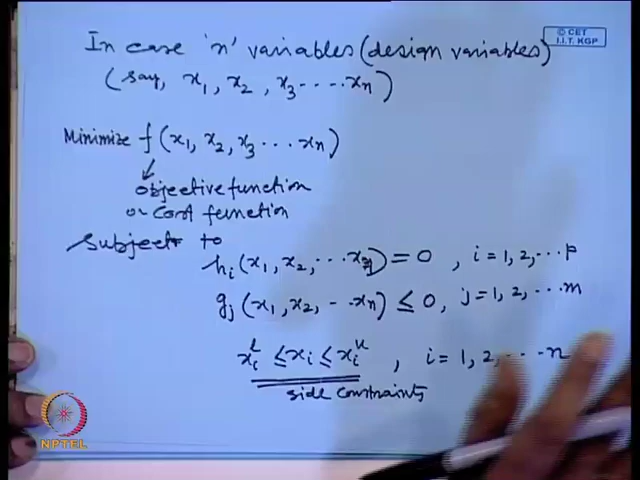 © CET
I.I.T. KGP
In case 'n' variables (design variables)
(say, x₁, x₂, x₃ ---- xₙ)
Minimize f(x₁, x₂, x₃ ... xₙ)
objective function
or Cost function
Subject to
hᵢ(x₁, x₂, ... xₙ) = 0 , i = 1, 2, ... p
gⱼ(x₁, x₂, -- xₙ) ≤ 0, j = 1, 2, ... m
xᵢˡ ≤ xᵢ ≤ xᵢᵘ , i = 1, 2, ... n
side constraints
NPTEL